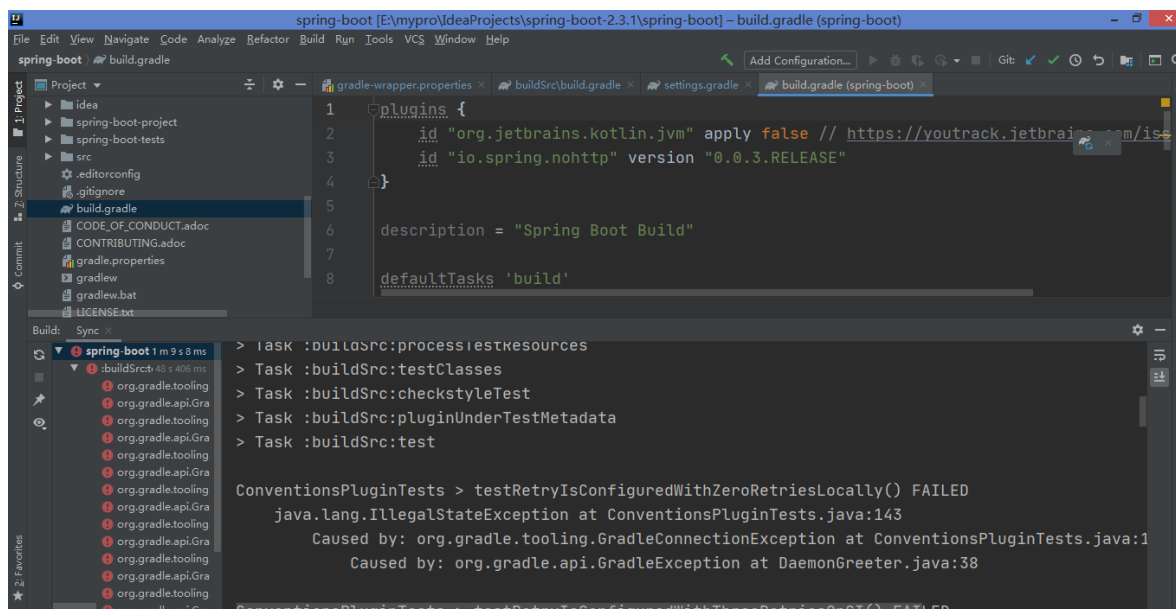 spring-boot [E:\mypro\IdeaProjects\spring-boot-2.3.1\spring-boot] – build.gradle (spring-boot)
File Edit View Navigate Code Analyze Refactor Build Run Tools VCS Window Help
spring-boot build.gradle
Add Configuration...
Git:
1: Project
Project
gradle-wrapper.properties
buildSrc\build.gradle
settings.gradle
build.gradle (spring-boot)
idea
spring-boot-project
spring-boot-tests
src
.editorconfig
.gitignore
build.gradle
CODE_OF_CONDUCT.adoc
CONTRIBUTING.adoc
gradle.properties
gradlew
gradlew.bat
LICENSE.txt
Z: Structure
Commit
1 plugins {
2 id "org.jetbrains.kotlin.jvm" apply false // https://youtrack.jetbrains.com/iss
3 id "io.spring.nohttp" version "0.0.3.RELEASE"
4 }
5
6 description = "Spring Boot Build"
7
8 defaultTasks 'build'
Build: Sync
spring-boot 1 m 9 s 8 ms
:buildSrc:t 48 s 406 ms
org.gradle.tooling
org.gradle.api.Gra
org.gradle.tooling
org.gradle.api.Gra
org.gradle.tooling
org.gradle.api.Gra
org.gradle.tooling
org.gradle.api.Gra
org.gradle.tooling
org.gradle.api.Gra
org.gradle.tooling
org.gradle.api.Gra
org.gradle.tooling
2: Favorites
> Task :buildSrc:processTestResources
> Task :buildSrc:testClasses
> Task :buildSrc:checkstyleTest
> Task :buildSrc:pluginUnderTestMetadata
> Task :buildSrc:test
ConventionsPluginTests > testRetryIsConfiguredWithZeroRetriesLocally() FAILED
java.lang.IllegalStateException at ConventionsPluginTests.java:143
Caused by: org.gradle.tooling.GradleConnectionException at ConventionsPluginTests.java:1
Caused by: org.gradle.api.GradleException at DaemonGreeter.java:38
ConventionsPluginTests > testRetryIsConfiguredWithThreeRetriesOnCI() FAILED